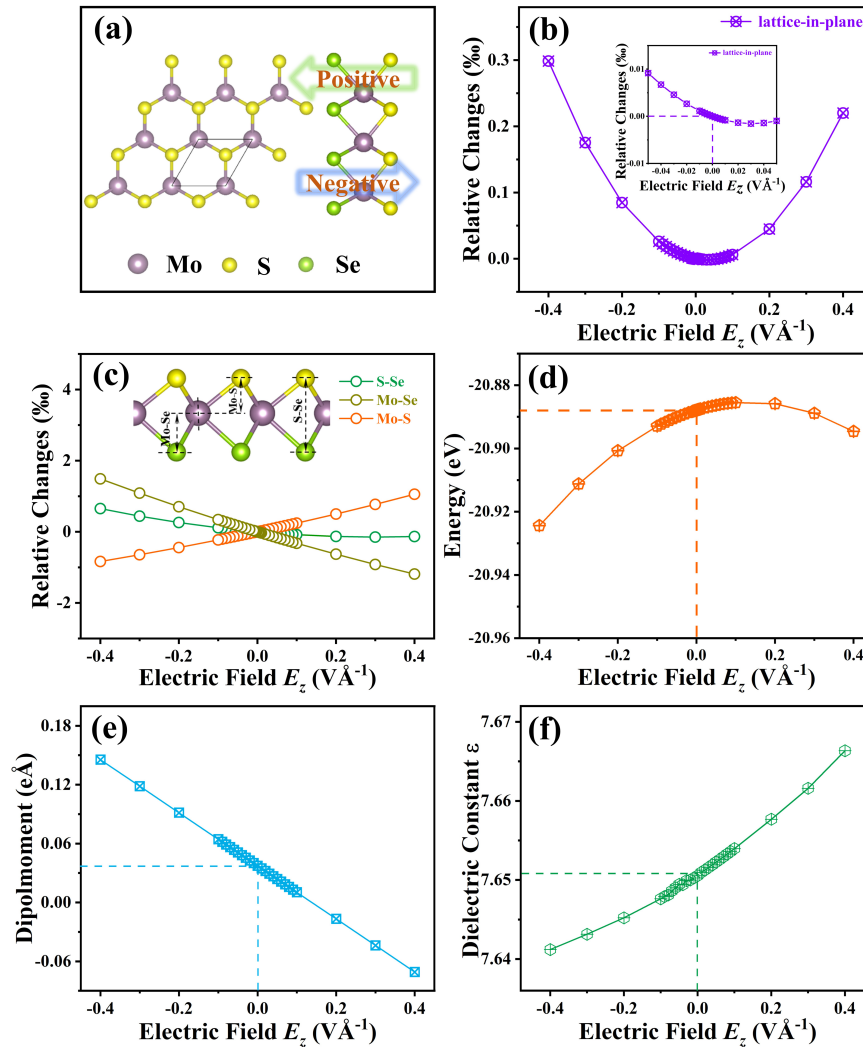 (a)
Positive
Negative
Mo
S
Se
(b)
lattice-in-plane
Relative Changes (‰)
0.3
0.2
0.1
0.0
-0.4
-0.2
0.0
0.2
0.4
Electric Field Ez (VÅ-1)
lattice-in-plane
Relative Changes (‰)
0.01
0.00
-0.01
-0.04
-0.02
0.00
0.02
0.04
Electric Field Ez (VÅ-1)
(c)
S-Se
Mo-Se
Mo-S
Mo-Se
Mo-S
S-Se
Relative Changes (‰)
4
2
0
-2
-0.4
-0.2
0.0
0.2
0.4
Electric Field Ez (VÅ-1)
(d)
Energy (eV)
-20.88
-20.90
-20.92
-20.94
-20.96
-0.4
-0.2
0.0
0.2
0.4
Electric Field Ez (VÅ-1)
(e)
Dipolmoment (eÅ)
0.18
0.12
0.06
0.00
-0.06
-0.4
-0.2
0.0
0.2
0.4
Electric Field Ez (VÅ-1)
(f)
Dielectric Constant ε
7.67
7.66
7.65
7.64
-0.4
-0.2
0.0
0.2
0.4
Electric Field Ez (VÅ-1)